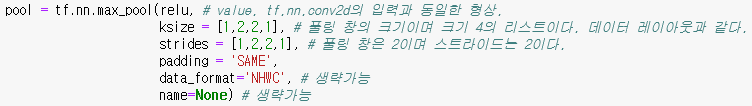 pool = tf.nn.max_pool(relu, # value. tf.nn.conv2d의 입력과 동일한 형상.
ksize = [1,2,2,1], # 풀링 창의 크기이며 크기 4의 리스트이다. 데이터 레이아웃과 같다.
strides = [1,2,2,1], # 풀링 창은 2이며 스트라이드는 2이다.
padding = 'SAME',
data_format='NHWC', # 생략가능
name=None) # 생략가능